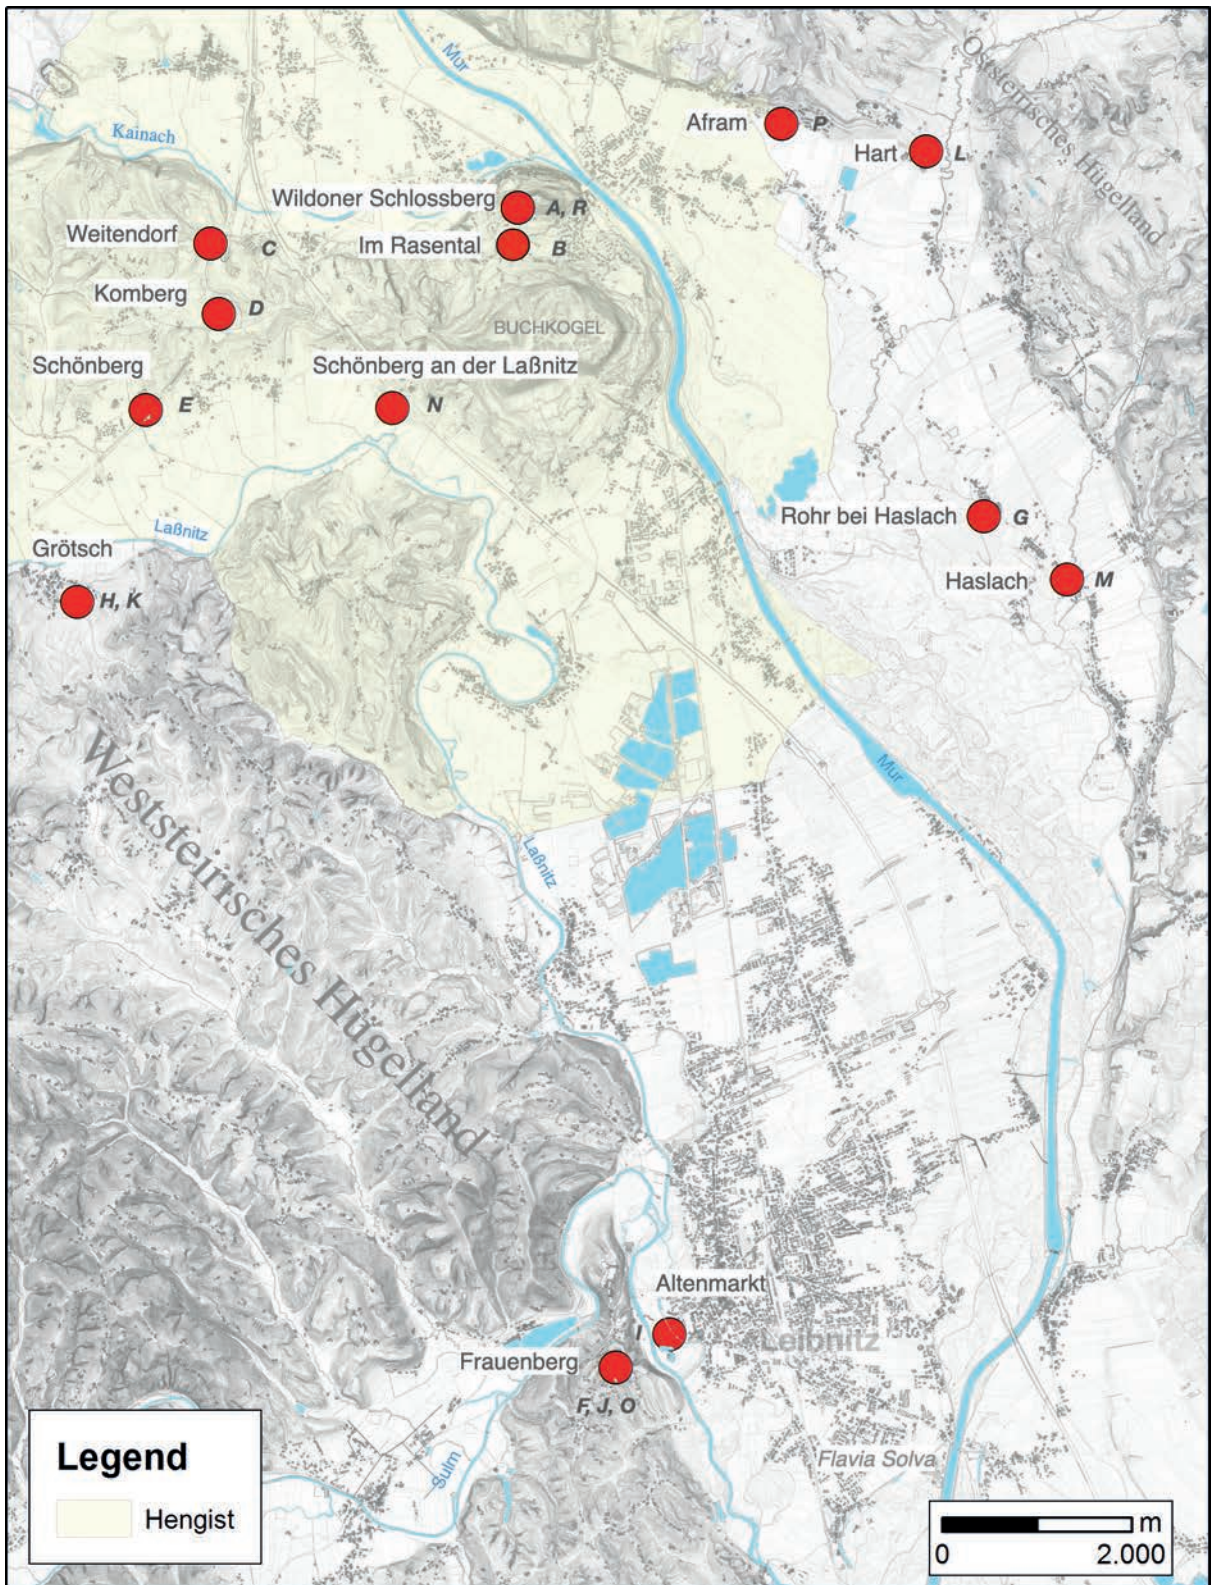 Mur
Oststeirisches Hügelland
Afram
P
Kainach
Hart
L
Wildoner Schlossberg
A, R
Weitendorf
C
Im Rasental
B
Komberg
D
BUCHKOGEL
Schönberg
E
Schönberg an der Laßnitz
N
Rohr bei Haslach
G
Laßnitz
Grötsch
H, K
Haslach
M
Weststeirisches Hügelland
Mur
Laßnitz
Altenmarkt
I
Leibnitz
Frauenberg
F, J, O
Flavia Solva
Sulm
Legend
Hengist
m
0 2.000